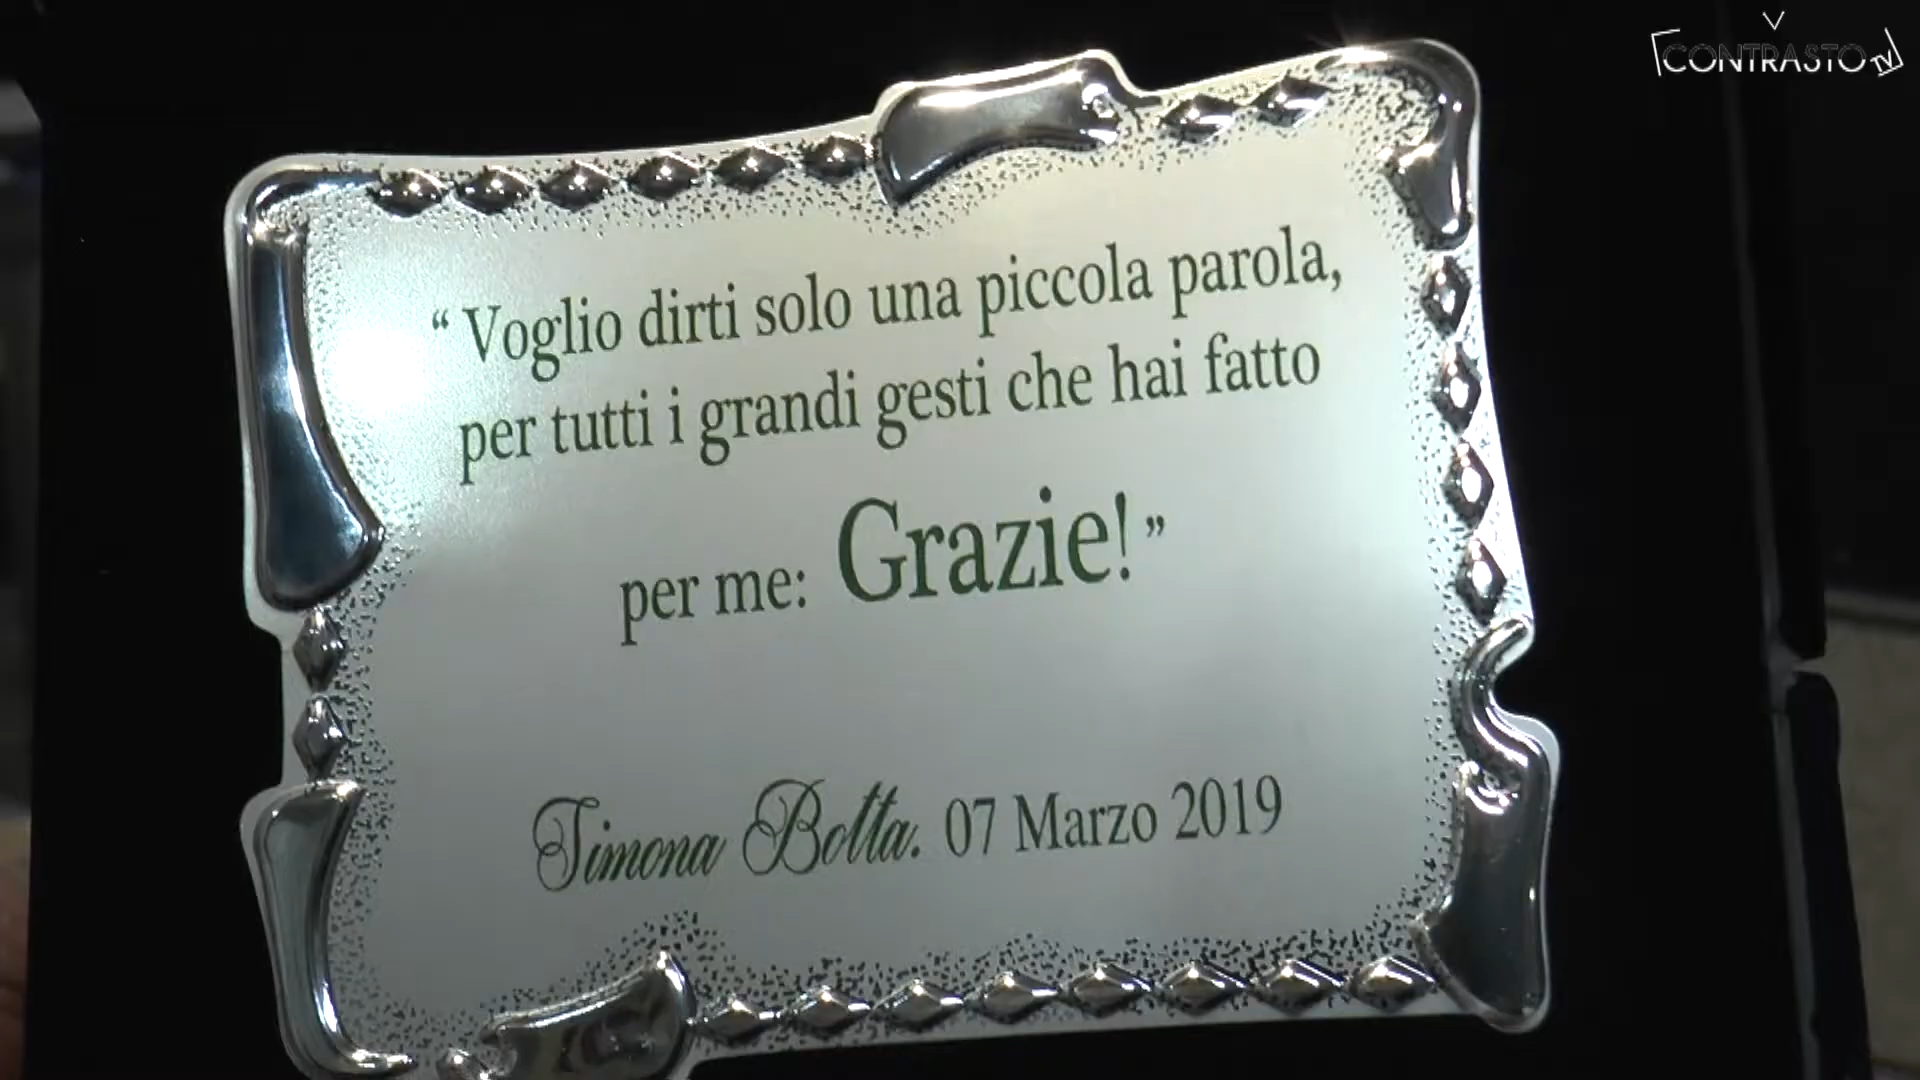 CONTRASTO TV
“ Voglio dirti solo una piccola parola,
per tutti i grandi gesti che hai fatto
per me: Grazie! ”
Simona Botta. 07 Marzo 2019